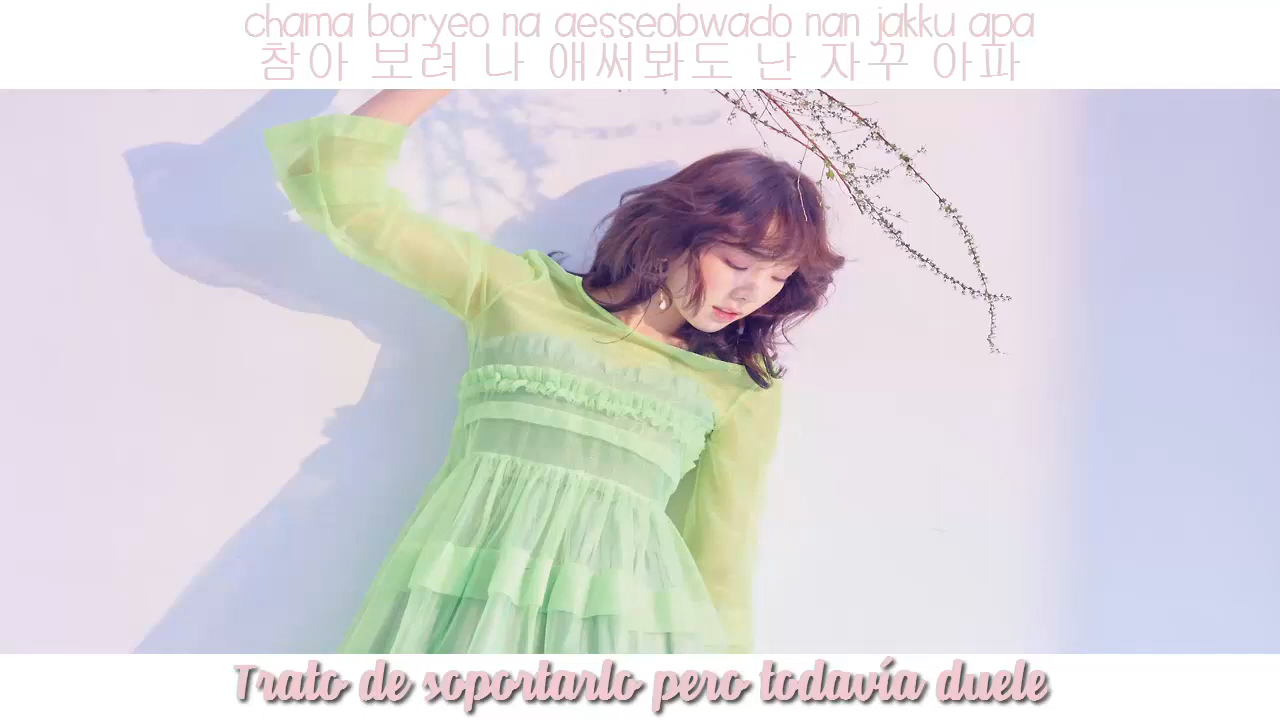 chama boryeo na aesseobwado nan jakku apa
참아 보려 나 애써봐도 난 자꾸 아파
Trato de soportarlo pero todavía duele